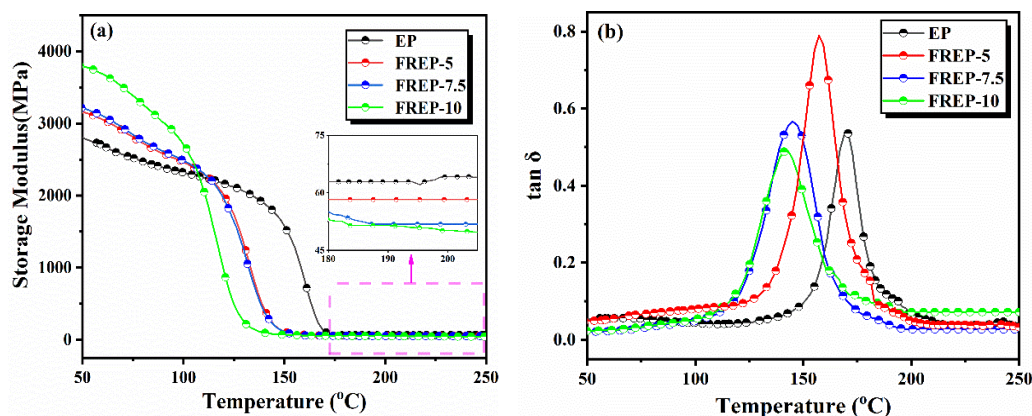 (a)
EP
FREP-5
FREP-7.5
FREP-10
Storage Modulus(MPa)
4000
3000
2000
1000
0
75
60
45
180 190 200
50 100 150 200 250
Temperature (°C)
(b)
EP
FREP-5
FREP-7.5
FREP-10
tan δ
0.8
0.6
0.4
0.2
0.0
50 100 150 200 250
Temperature (°C)